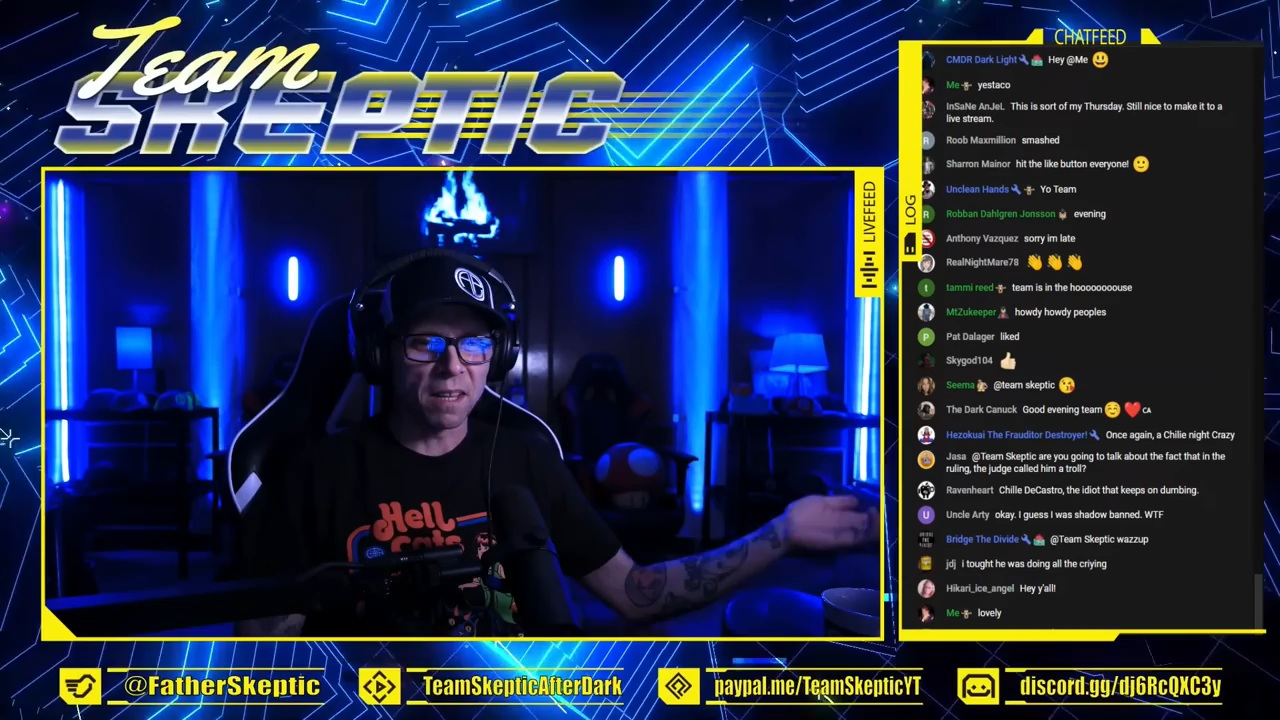 Team
SKEPTIC
LIVEFEED
Hell
cats
CHATFEED
LOG
CMDR Dark Light Hey @Me
Me yestaco
InSaNe AnJeL This is sort of my Thursday. Still nice to make it to a
live stream.
Roob Maxmillion smashed
Sharron Mainor hit the like button everyone!
Unclean Hands Yo Team
Robban Dahlgren Jonsson evening
Anthony Vazquez sorry im late
RealNightMare78
tammi reed team is in the hooooooouse
MtZukeeper howdy howdy peoples
Pat Dalager liked
Skygod104
Seema @team skeptic
The Dark Canuck Good evening team CA
Hezokuai The Frauditor Destroyer! Once again, a Chilie night Crazy
Jasa @Team Skeptic are you going to talk about the fact that in the
ruling, the judge called him a troll?
Ravenheart Chille DeCastro, the idiot that keeps on dumbing.
Uncle Arty okay. I guess I was shadow banned. WTF
Bridge The Divide @Team Skeptic wazzup
jdj i tought he was doing all the criying
Hikari_ice_angel Hey y'all!
Me lovely
@FatherSkeptic
TeamSkepticAfterDark
paypal.me/TeamSkepticYT
discord.gg/dj6RcQXC3y